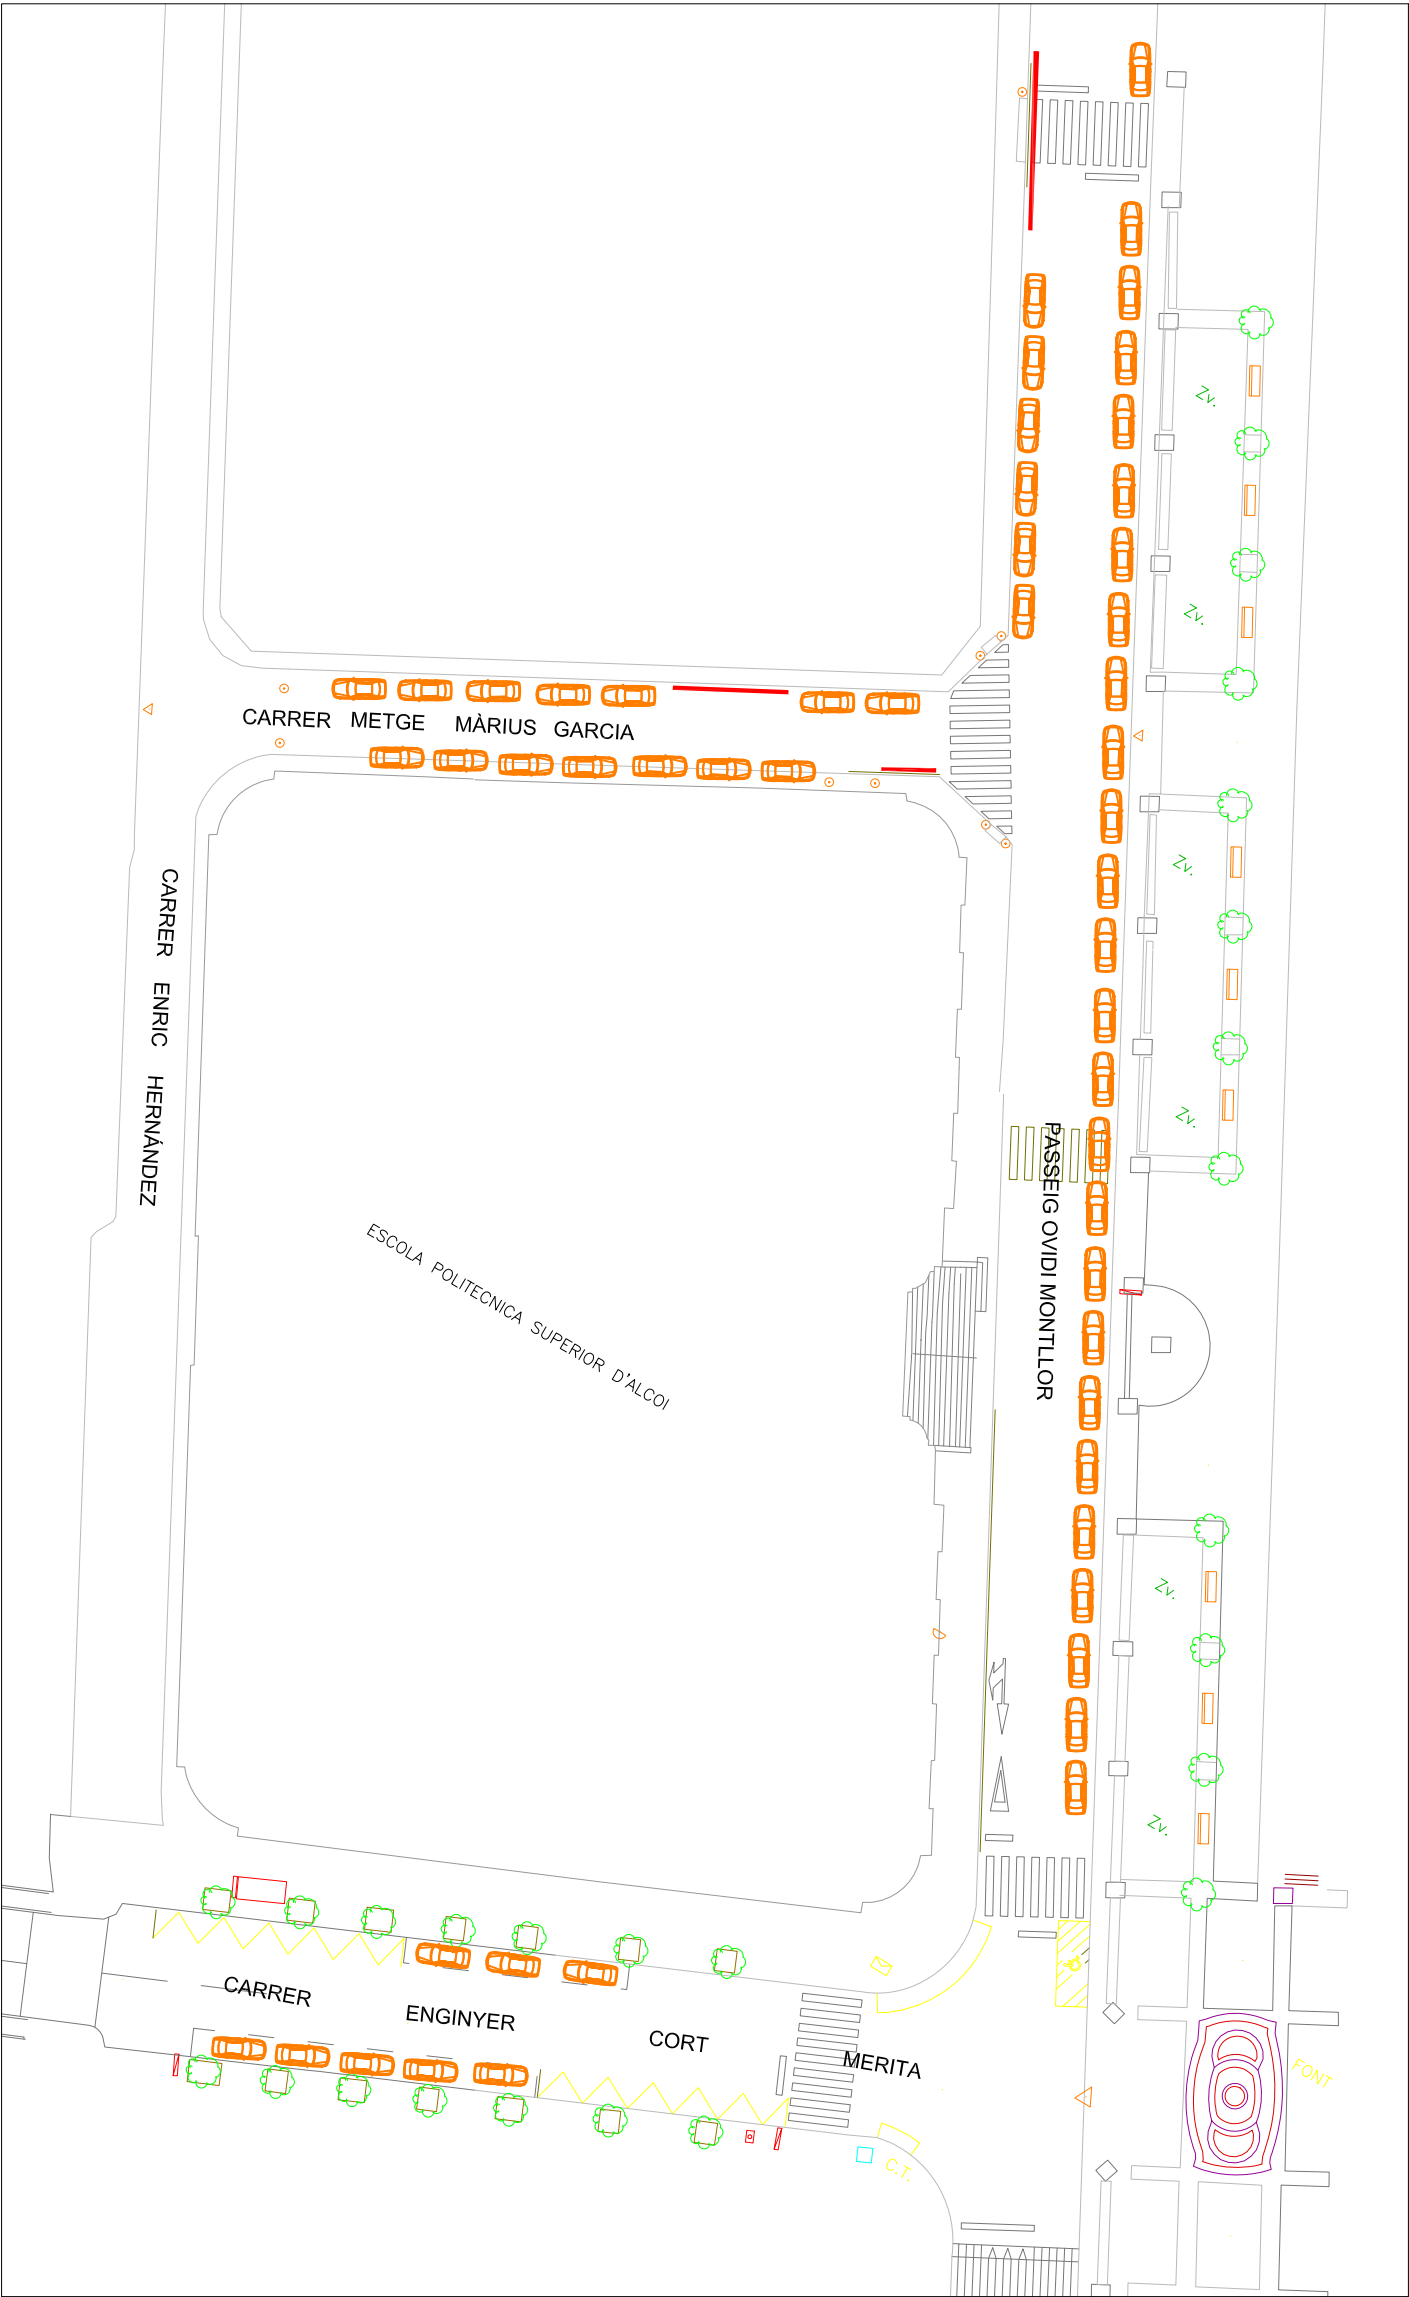 Zv.
Zv.
CARRER METGE MÀRIUS GARCIA
Zv.
CARRER ENRIC HERNÁNDEZ
Zv.
PASSEIG OVIDI MONTLLOR
ESCOLA POLITECNICA SUPERIOR D'ALCOI
Zv.
Zv.
CARRER ENGINYER CORT MERITA
FONT
C.T.